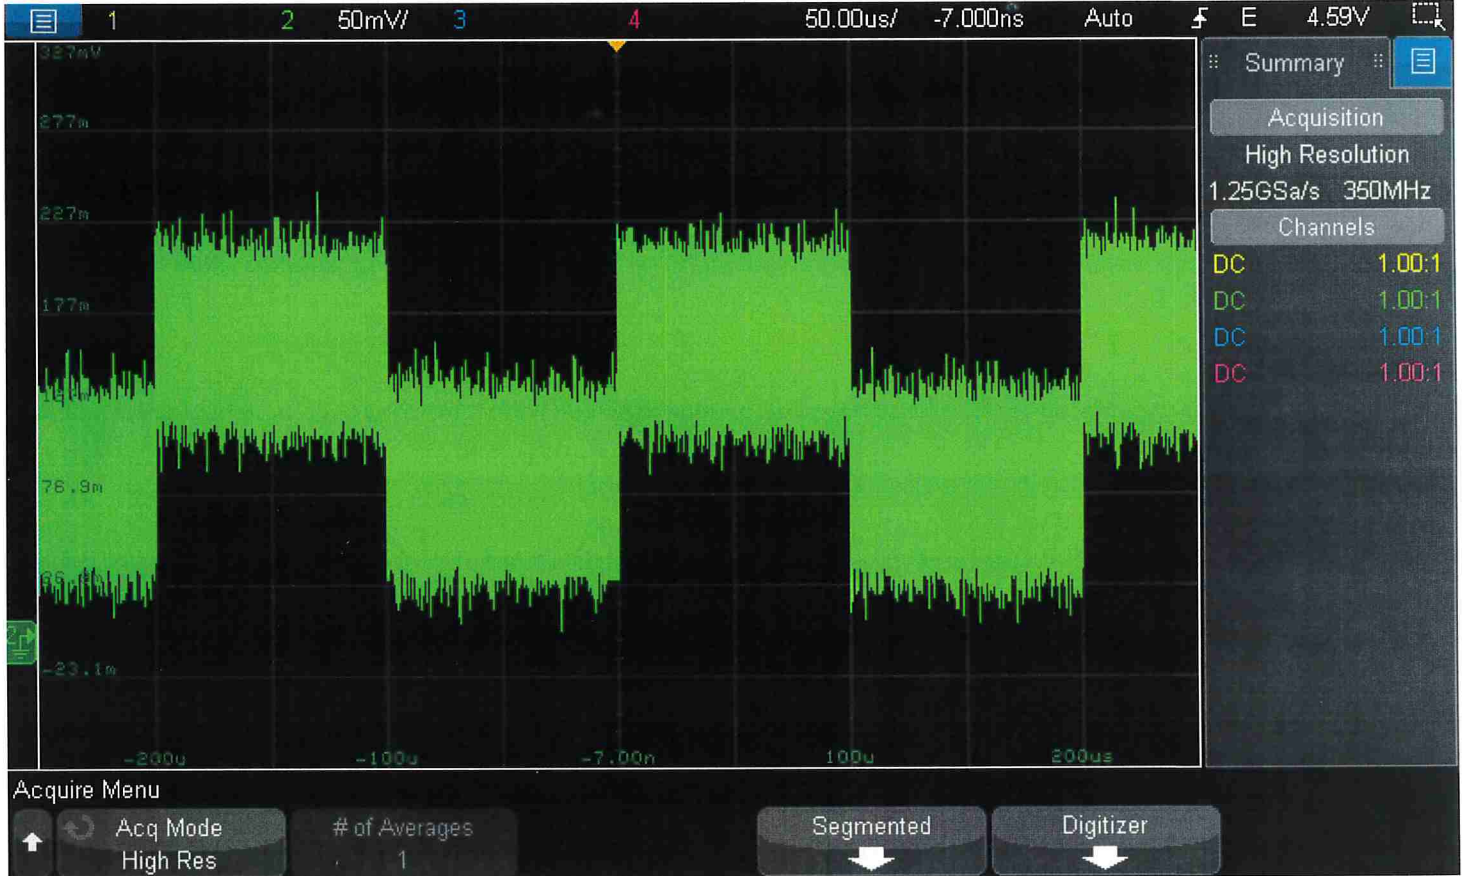 1 2 50mV/ 3 4 50.00us/ -7.000ns Auto E 4.59V
327mV
277m
227m
177m
76.9m
-23.1m
-200u -100u -7.00n 100u 200us
Summary
Acquisition
High Resolution
1.25GSa/s 350MHz
Channels
DC 1.00:1
DC 1.00:1
DC 1.00:1
DC 1.00:1
Acquire Menu
Acq Mode
High Res
# of Averages
1
Segmented
Digitizer